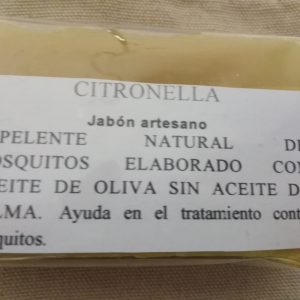 CITRONELLA
Jabón artesano
PELENTE NATURAL DE
OSQUITOS ELABORADO CON
EITE DE OLIVA SIN ACEITE D
LMA. Ayuda en el tratamiento cont
quitos.